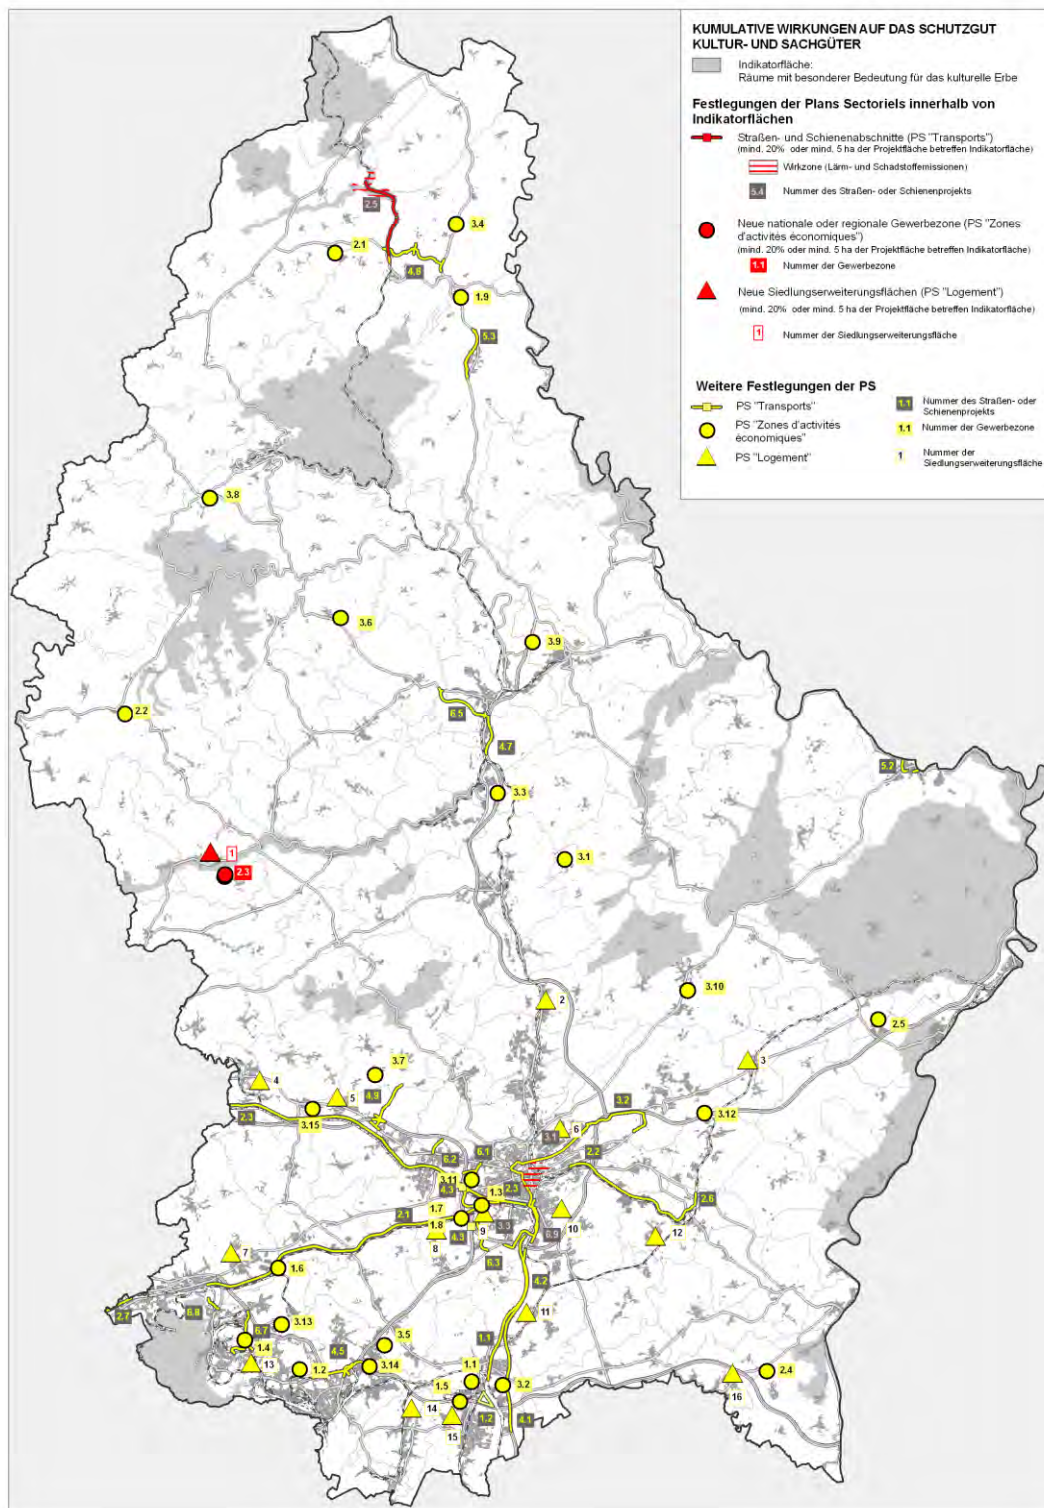 KUMULATIVE WIRKUNGEN AUF DAS SCHUTZGUT
KULTUR- UND SACHGÜTER
Indikatorfläche:
Räume mit besonderer Bedeutung für das kulturelle Erbe
Festlegungen der Plans Sectoriels innerhalb von
Indikatorflächen
Straßen- und Schienenabschnitte (PS "Transports")
(mind. 20% oder mind. 5 ha der Projektfläche betreffen Indikatorfläche)
Wirkzone (Lärm- und Schadstoffemissionen)
5.4 Nummer des Straßen- oder Schienenprojekts
Neue nationale oder regionale Gewerbezone (PS "Zones
d'activités économiques")
(mind. 20% oder mind. 5 ha der Projektfläche betreffen Indikatorfläche)
1.1 Nummer der Gewerbezone
Neue Siedlungserweiterungsflächen (PS "Logement")
(mind. 20% oder mind. 5 ha der Projektfläche betreffen Indikatorfläche)
1 Nummer der Siedlungserweiterungsfläche
Weitere Festlegungen der PS
PS "Transports"
PS "Zones d'activités
économiques"
PS "Logement"
1.1 Nummer des Straßen- oder
Schienenprojekts
1.1 Nummer der Gewerbezone
1 Nummer der
Siedlungserweiterungsfläche
2.5
3.4
2.1
4.8
1.9
5.3
3.8
3.6
3.9
2.2
6.5
4.7
5.2
3.3
1
2.3
3.1
3.10
2
2.5
3
3.7
4
4.9
5
3.2
3.12
3.15
2.3
6
3.1
6.2
6.1
2.2
3.11
4.3
2.3
1.3
2.6
2.1
1.7
1.8
9
3.3
10
4.3
8
6.9
12
6.3
7
1.6
4.2
2.7
6.8
11
3.13
6.7
1.4
4.5
3.5
1.1
13
1.2
3.14
1.1
3.2
2.4
1.5
16
14
1.2
4.1
15